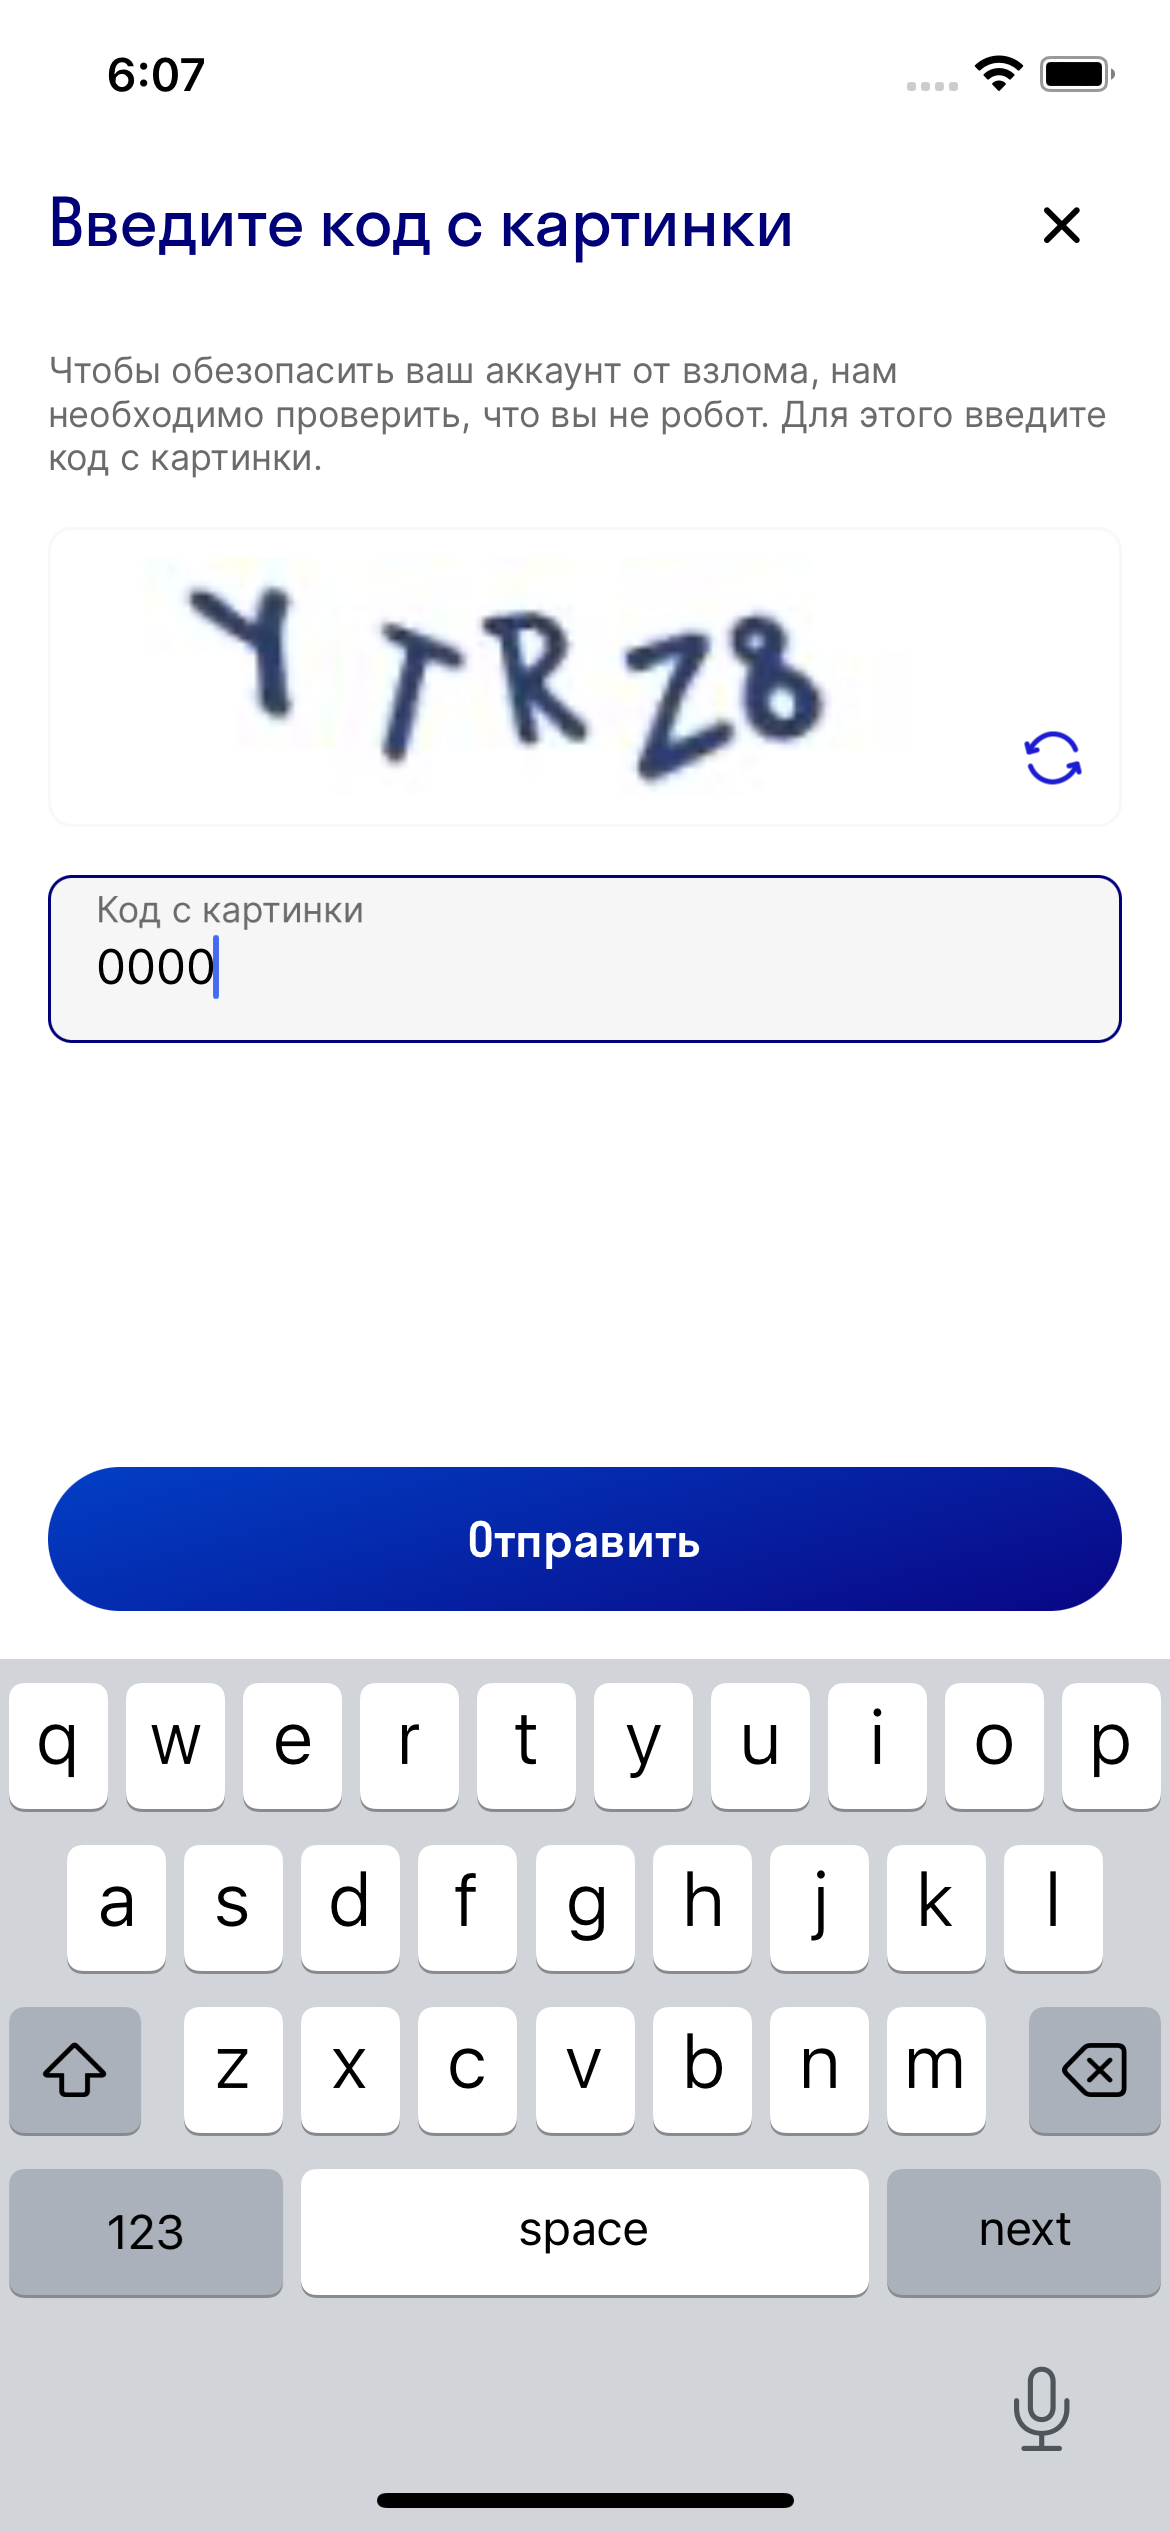 6:07
Введите код с картинки
Чтобы обезопасить ваш аккаунт от взлома, нам
необходимо проверить, что вы не робот. Для этого введите
код с картинки.
YTRZ8
Код с картинки
0000
Отправить
q w e r t y u i o p
a s d f g h j k l
z x c v b n m
123 space next